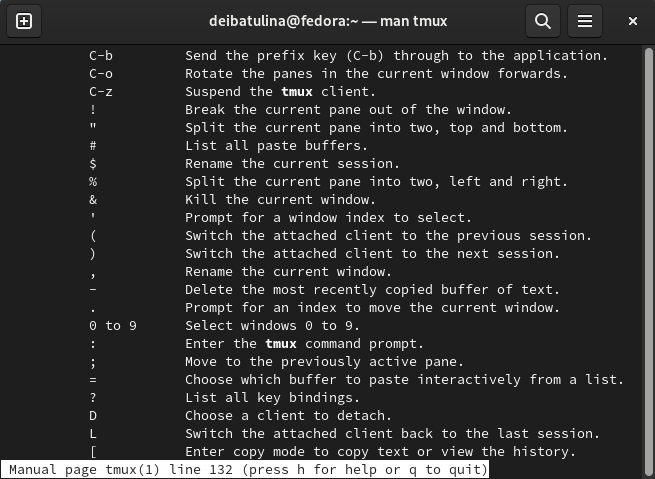 deibatulina@fedora:~ — man tmux
C-b Send the prefix key (C-b) through to the application.
C-o Rotate the panes in the current window forwards.
C-z Suspend the tmux client.
! Break the current pane out of the window.
" Split the current pane into two, top and bottom.
# List all paste buffers.
$ Rename the current session.
% Split the current pane into two, left and right.
& Kill the current window.
' Prompt for a window index to select.
( Switch the attached client to the previous session.
) Switch the attached client to the next session.
, Rename the current window.
- Delete the most recently copied buffer of text.
. Prompt for an index to move the current window.
0 to 9 Select windows 0 to 9.
: Enter the tmux command prompt.
; Move to the previously active pane.
= Choose which buffer to paste interactively from a list.
? List all key bindings.
D Choose a client to detach.
L Switch the attached client back to the last session.
[ Enter copy mode to copy text or view the history.
Manual page tmux(1) line 132 (press h for help or q to quit)